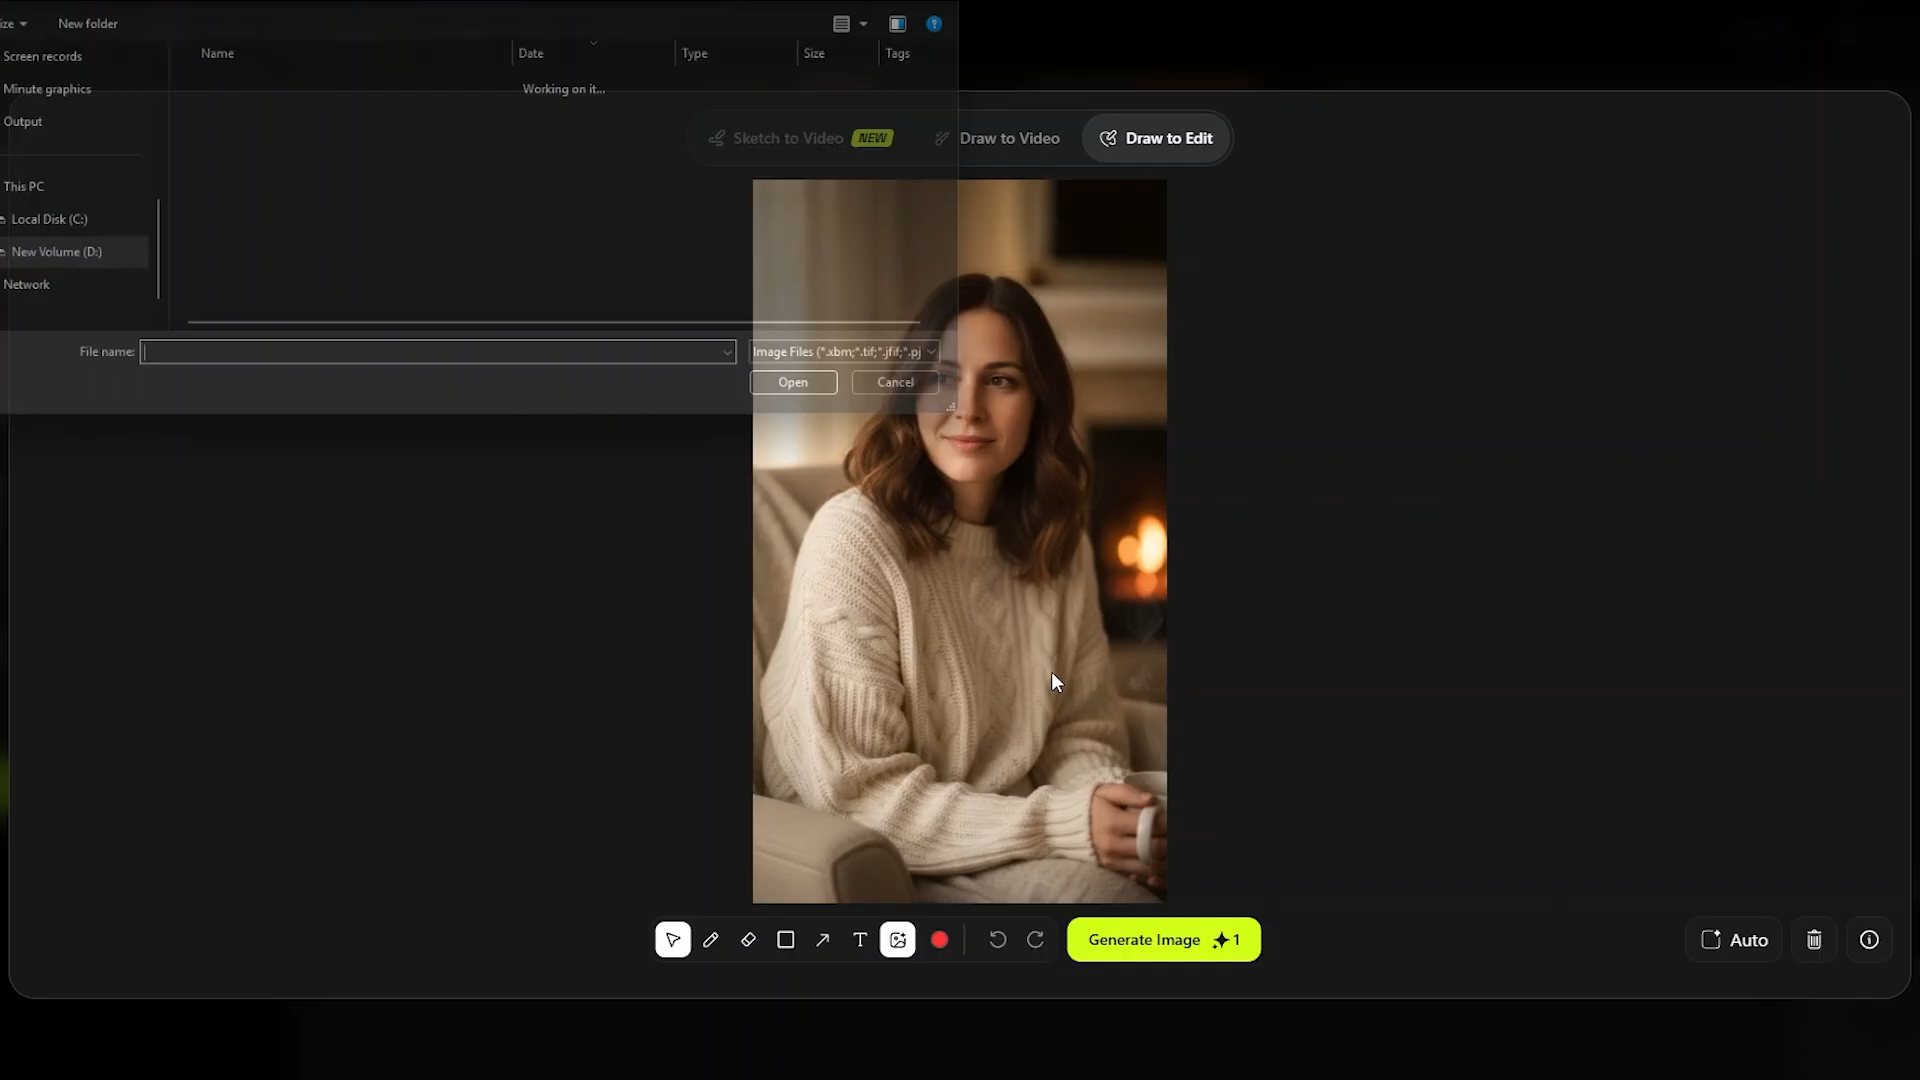 ize New folder
Screen records
Minute graphics
Output
This PC
Local Disk (C:)
New Volume (D:)
Network
Name Date Type Size Tags
Working on it...
File name: Image Files (*.xbm;*.tif;*.jfif;*.pj
Open Cancel
Sketch to Video NEW Draw to Video Draw to Edit
T Generate Image 1 Auto